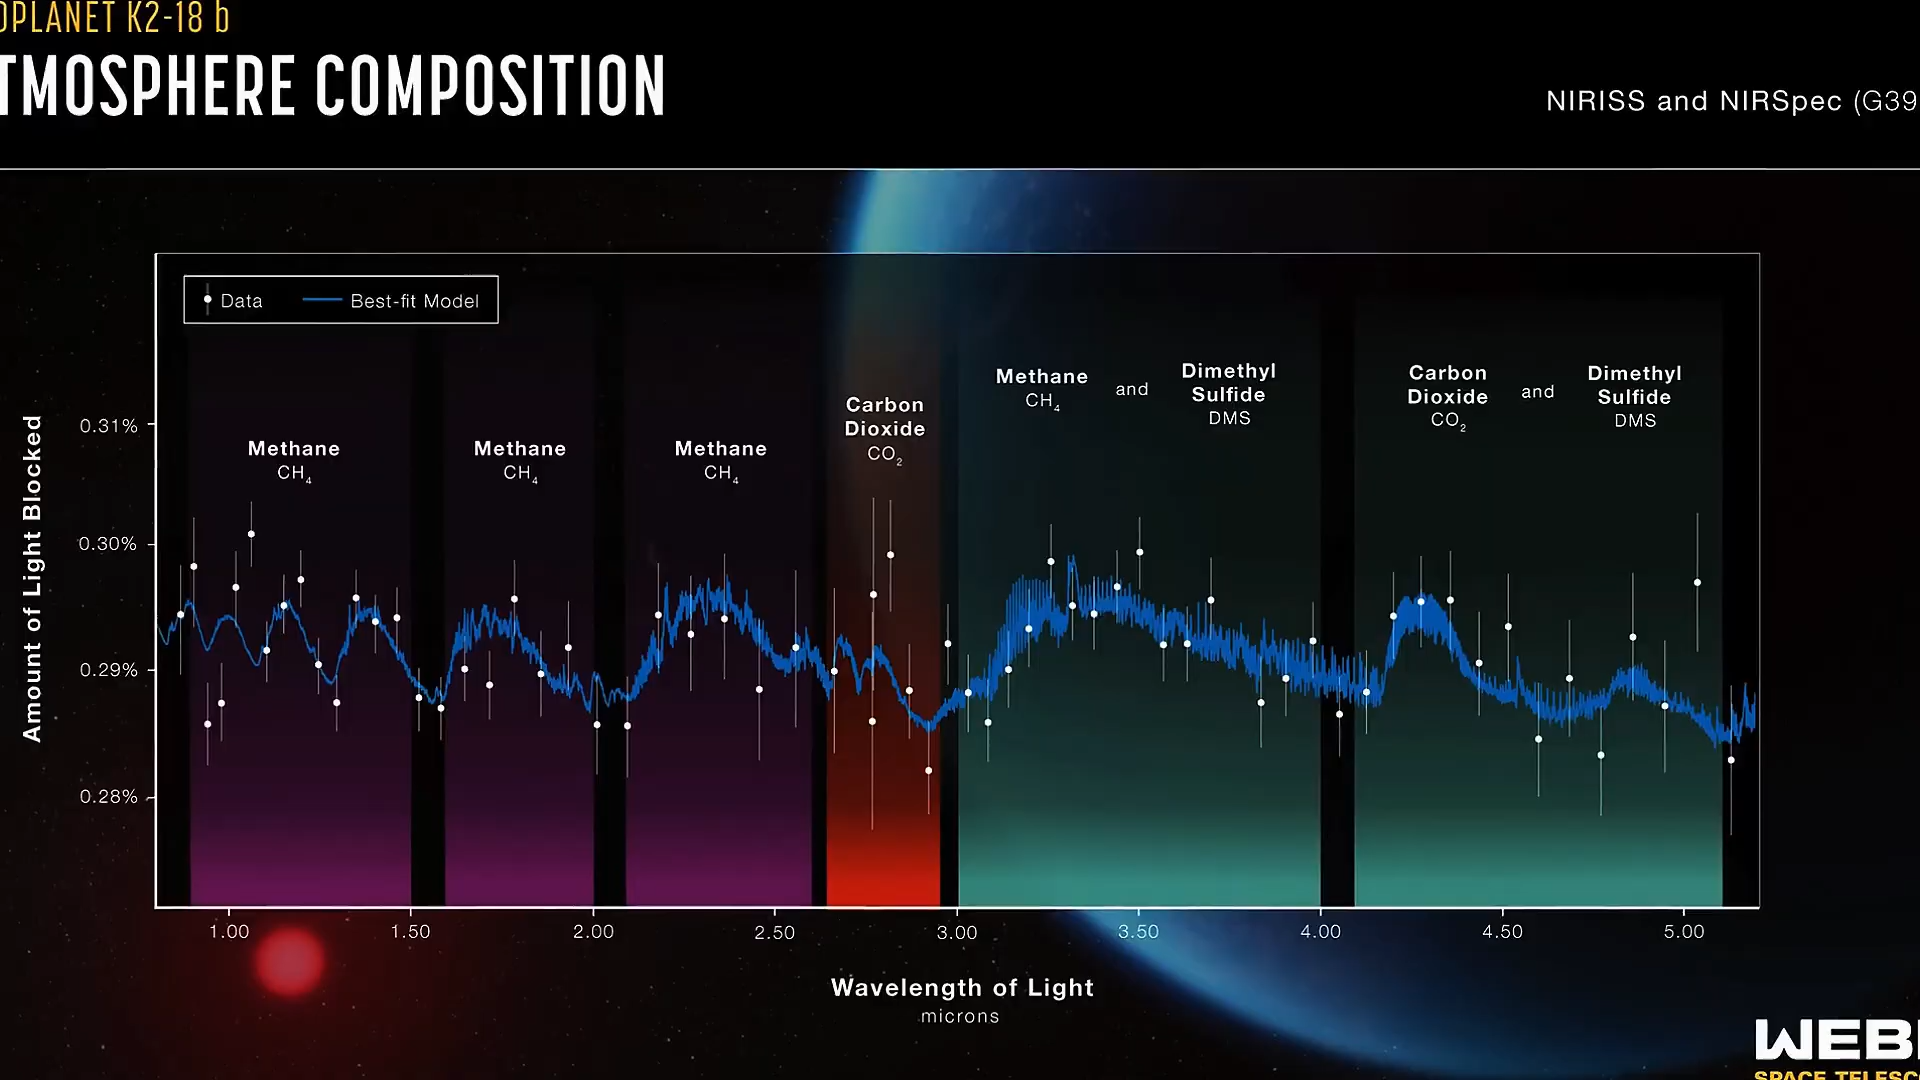 OPLANET K2-18 b
TMOSPHERE COMPOSITION
NIRISS and NIRSpec (G39
Data
Best-fit Model
Methane
CH₄
Methane
CH₄
Methane
CH₄
Carbon
Dioxide
CO₂
Methane
CH₄
and
Dimethyl
Sulfide
DMS
Carbon
Dioxide
CO₂
and
Dimethyl
Sulfide
DMS
Amount of Light Blocked
0.31%
0.30%
0.29%
0.28%
1.00 1.50 2.00 2.50 3.00 3.50 4.00 4.50 5.00
Wavelength of Light
microns
WEB
SPACE TELESC